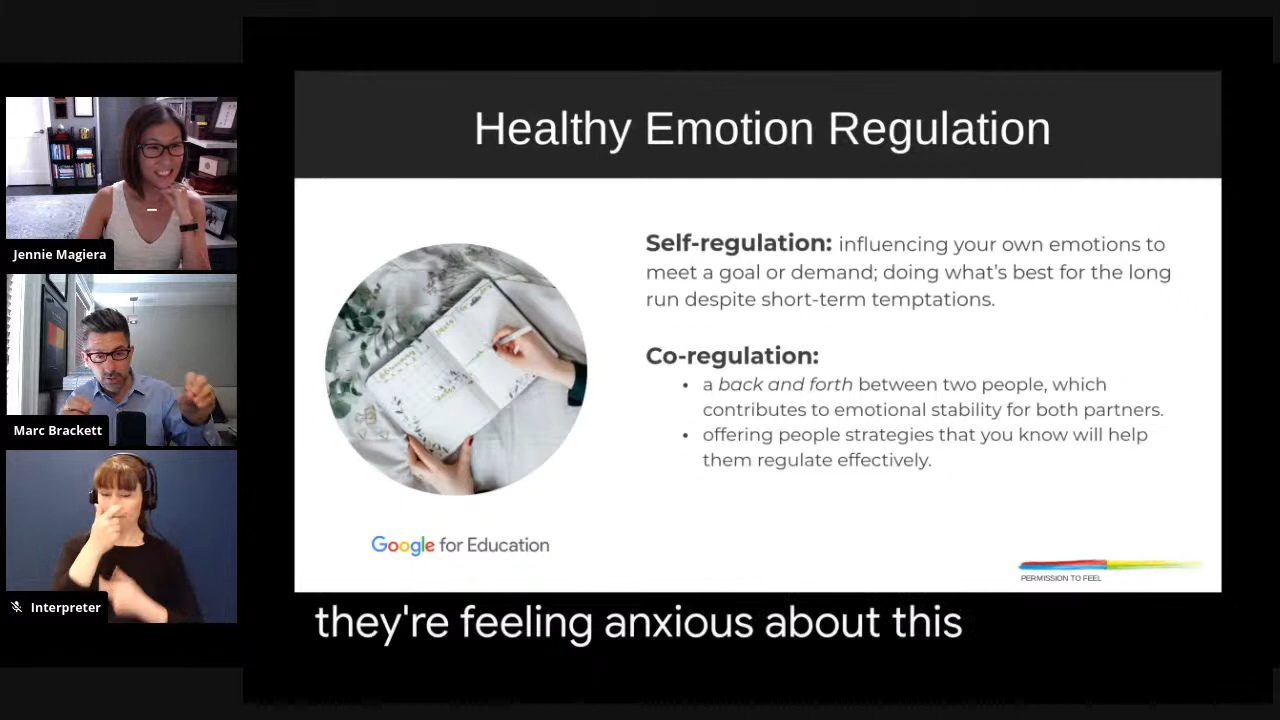 Healthy Emotion Regulation
Jennie Magiera
Marc Brackett
Interpreter
Self-regulation: influencing your own emotions to
meet a goal or demand; doing what's best for the long
run despite short-term temptations.
Co-regulation:
• a back and forth between two people, which
contributes to emotional stability for both partners.
• offering people strategies that you know will help
them regulate effectively.
Google for Education
PERMISSION TO FEEL
they're feeling anxious about this